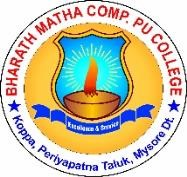 BHARATH MATHA COMP. PU COLLEGE
Excellence & Service
Koppa, Periyapatna Taluk, Mysore Dt.